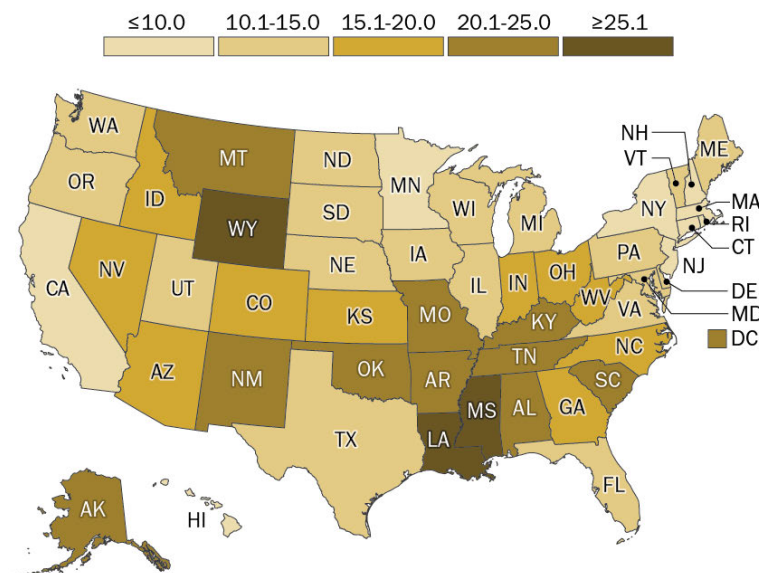 ≤10.0 10.1-15.0 15.1-20.0 20.1-25.0 ≥25.1
WA
MT
ND
MN
OR
ID
WY
SD
WI
MI
NY
VT
NH
ME
MA
RI
CT
NJ
PA
DE
MD
DC
CA
NV
UT
CO
NE
IA
IL
IN
OH
WV
VA
KS
MO
KY
NC
AZ
NM
OK
AR
TN
SC
TX
LA
MS
AL
GA
FL
AK
HI